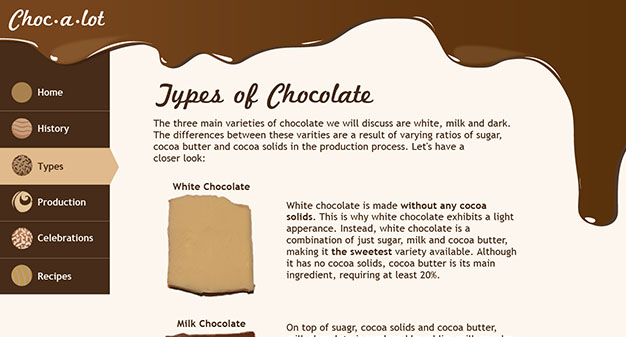 Choc·a·lot
Home
History
Types
Production
Celebrations
Recipes
Types of Chocolate
The three main varieties of chocolate we will discuss are white, milk and dark.
The differences between these varities are a result of varying ratios of sugar,
cocoa butter and cocoa solids in the production process. Let's have a
closer look:
White Chocolate
White chocolate is made without any cocoa
solids. This is why white chocolate exhibits a light
apperance. Instead, white chocolate is a
combination of just sugar, milk and cocoa butter,
making it the sweetest variety available. Although
it has no cocoa solids, cocoa butter is its main
ingredient, requiring at least 20%.
Milk Chocolate
On top of suagr, cocoa solids and cocoa butter,